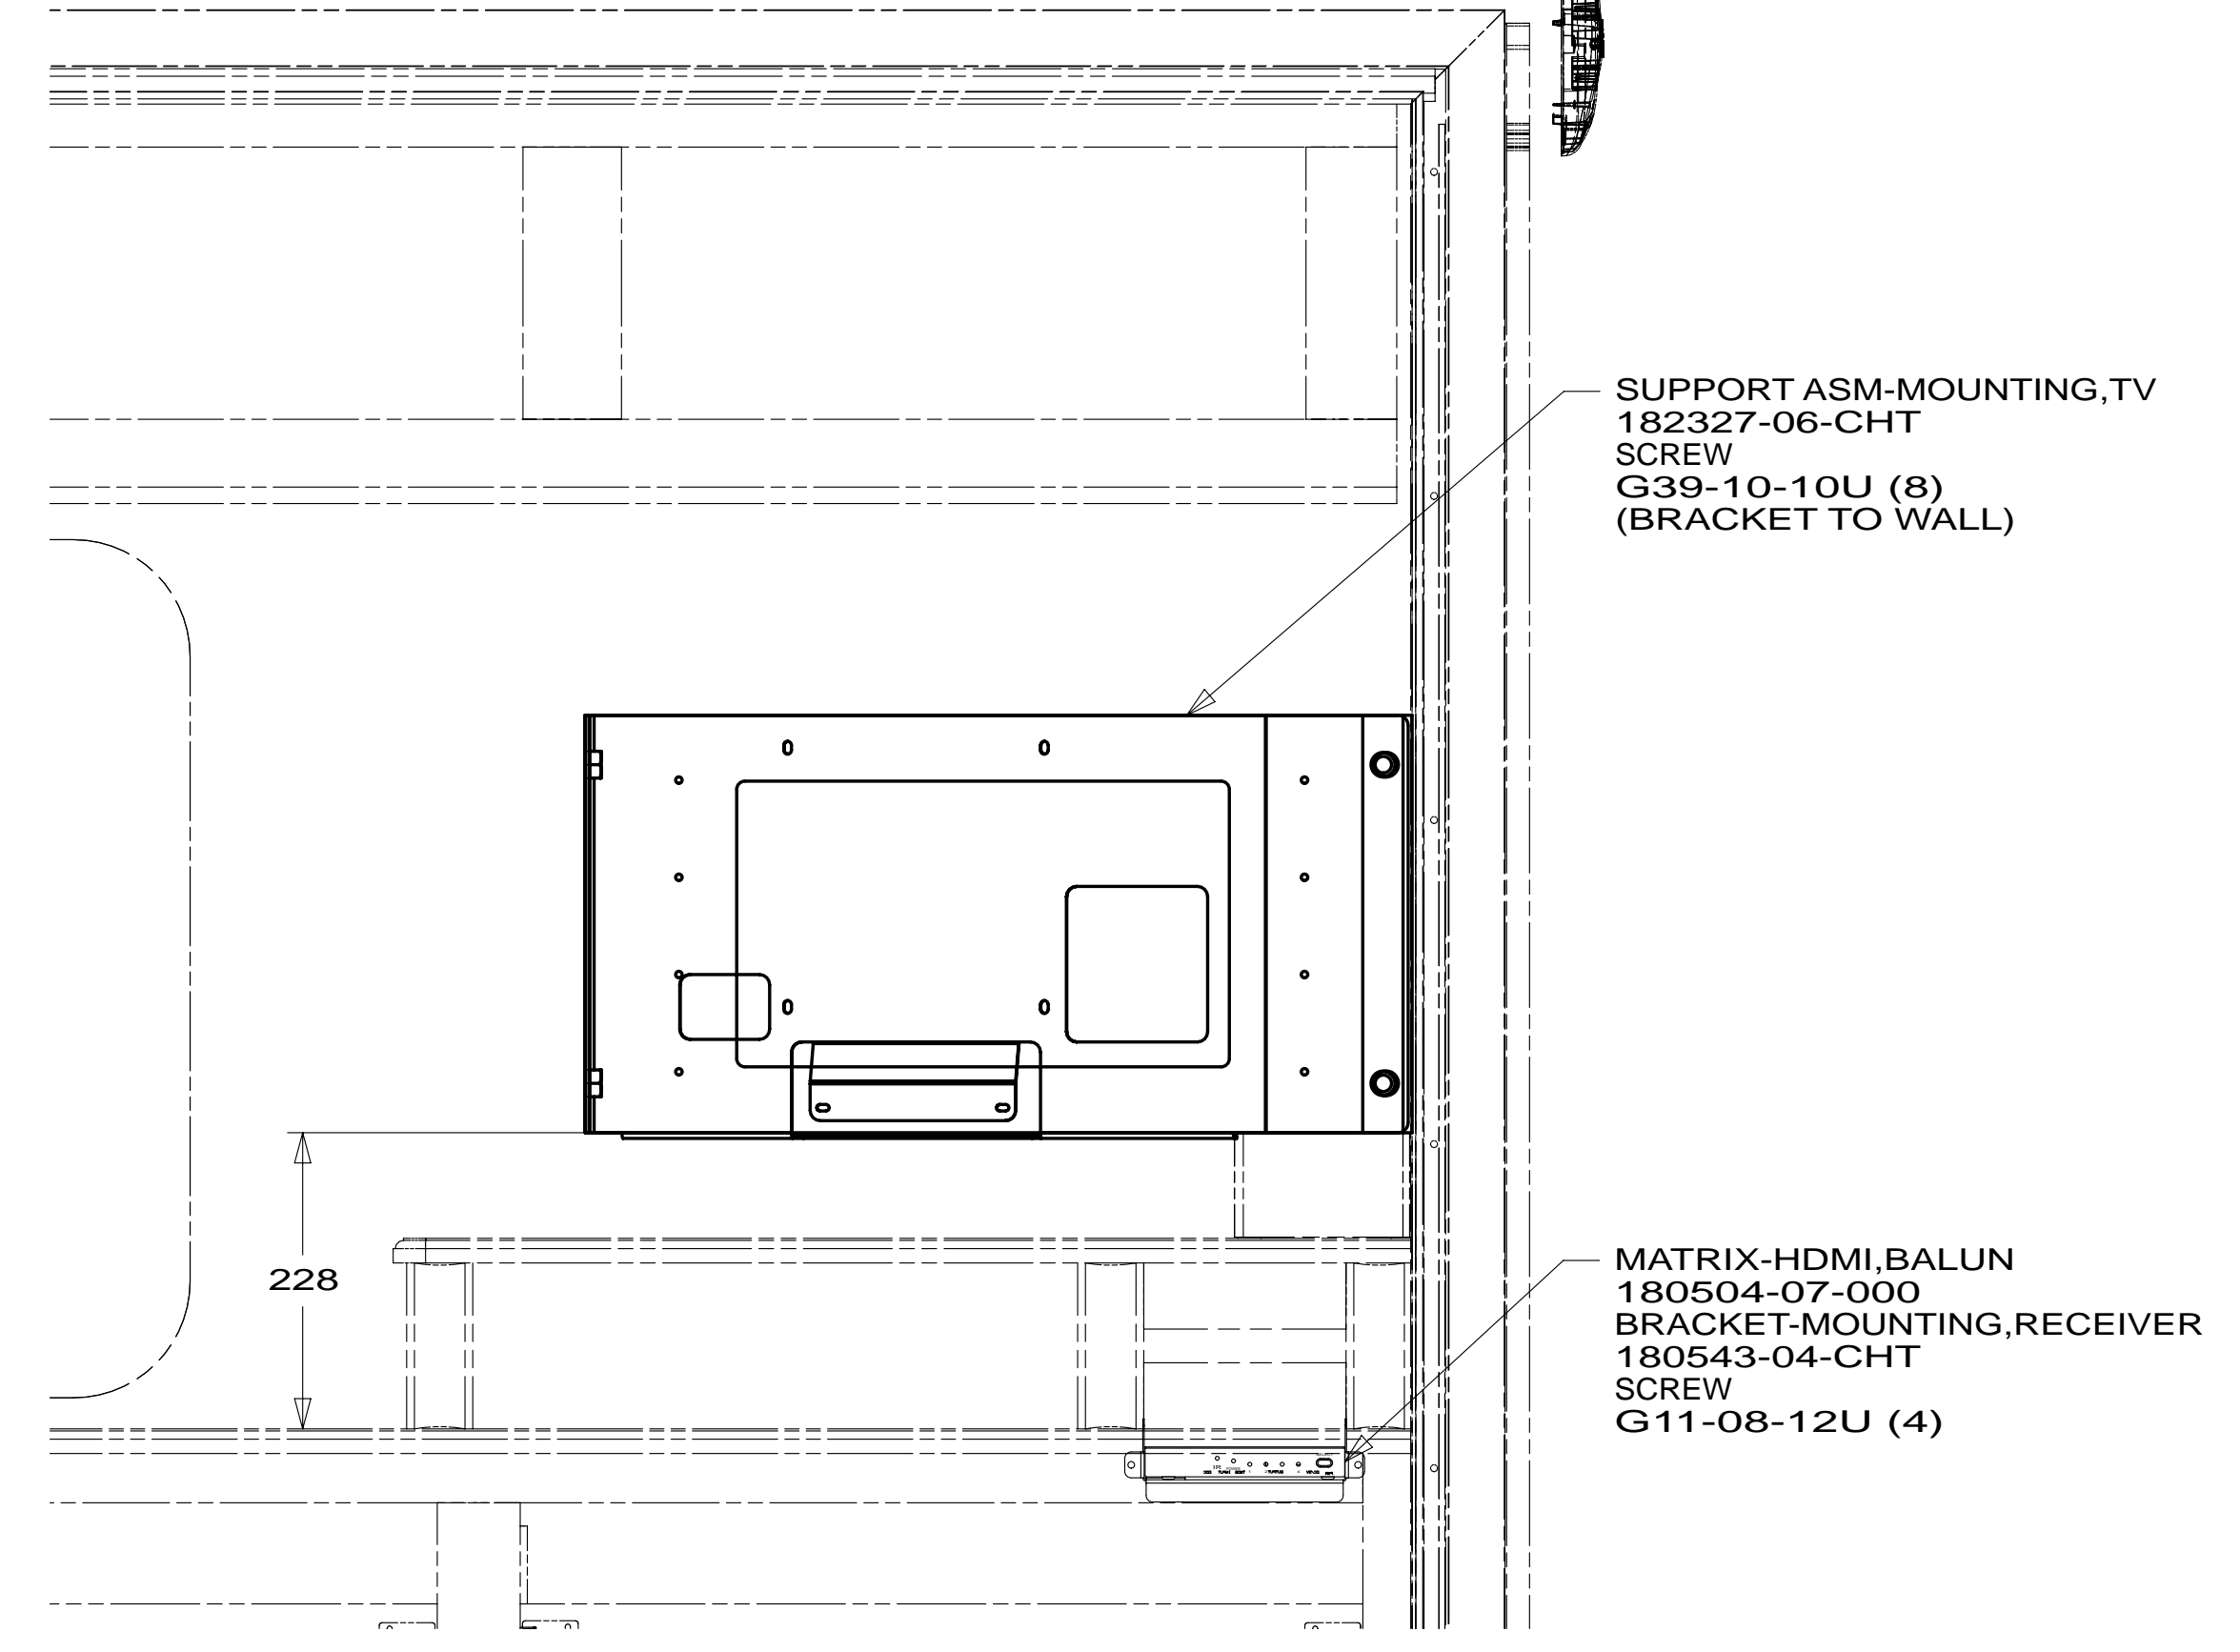 SUPPORT ASM-MOUNTING,TV
182327-06-CHT
SCREW
G39-10-10U (8)
(BRACKET TO WALL)
228
MATRIX-HDMI,BALUN
180504-07-000
BRACKET-MOUNTING,RECEIVER
180543-04-CHT
SCREW
G11-08-12U (4)